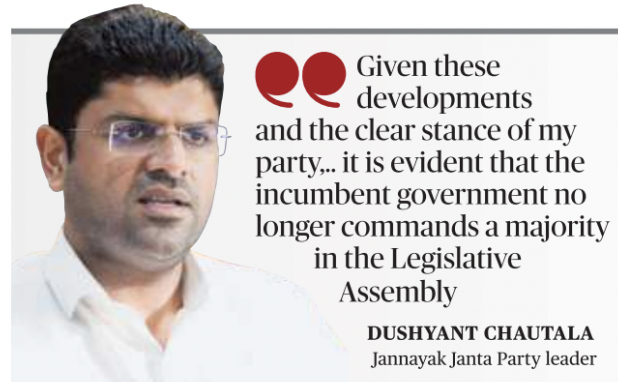 Given these
developments
and the clear stance of my
party,.. it is evident that the
incumbent government no
longer commands a majority
in the Legislative
Assembly
DUSHYANT CHAUTALA
Jannayak Janta Party leader